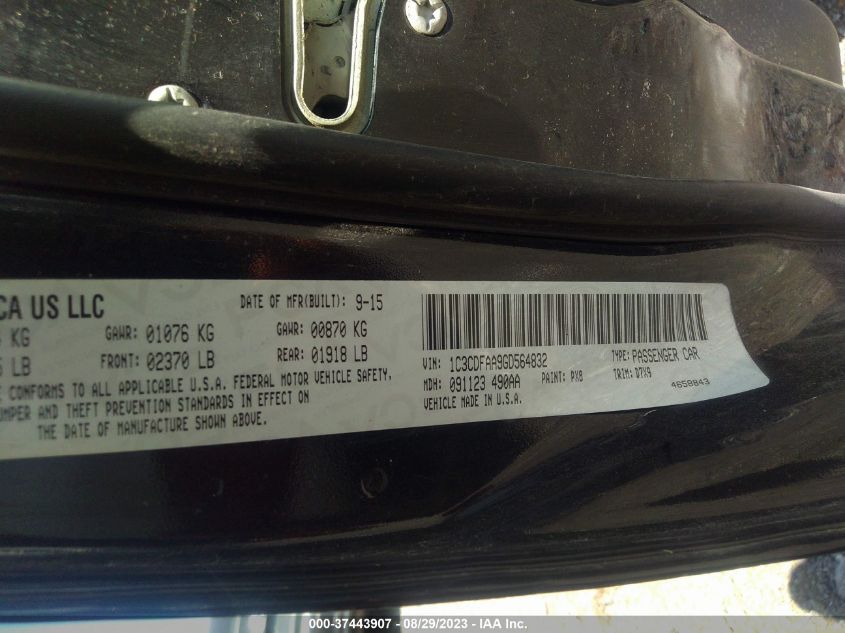 CA US LLC
DATE OF MFR(BUILT): 9-15
KG GAWR: 01076 KG GAWR: 00870 KG
LB FRONT: 02370 LB REAR: 01918 LB
CONFORMS TO ALL APPLICABLE U.S.A. FEDERAL MOTOR VEHICLE SAFETY,
UMPER AND THEFT PREVENTION STANDARDS IN EFFECT ON
THE DATE OF MANUFACTURE SHOWN ABOVE.
VIN: 1C3CDFAA9GD564832 TYPE: PASSENGER CAR
MDH: 091123 490AA PAINT: PX8 TRIM: D7X9
VEHICLE MADE IN U.S.A. 4658843
000-37443907 - 08/29/2023 - IAA Inc.